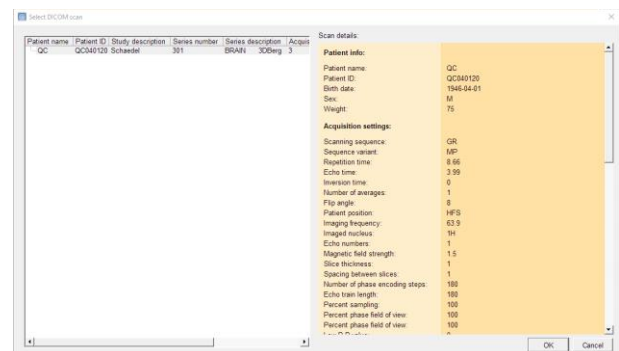 Select DICOM scan
Patient name Patient ID Study description Series number Series description Acquis
QC QC040120 Schaedel 301 BRAIN 3DBerg 3
Scan details:
Patient info:
Patient name: QC
Patient ID: QC040120
Birth date: 1946-04-01
Sex: M
Weight: 75
Acquisition settings:
Scanning sequence: GR
Sequence variant: MP
Repetition time: 8.66
Echo time: 3.99
Inversion time: 0
Number of averages: 1
Flip angle: 8
Patient position: HFS
Imaging frequency: 63.9
Imaged nucleus: 1H
Echo numbers: 1
Magnetic field strength: 1.5
Slice thickness: 1
Spacing between slices: 1
Number of phase encoding steps: 180
Echo train length: 180
Percent sampling: 100
Percent phase field of view: 100
Percent phase field of view: 100
OK Cancel